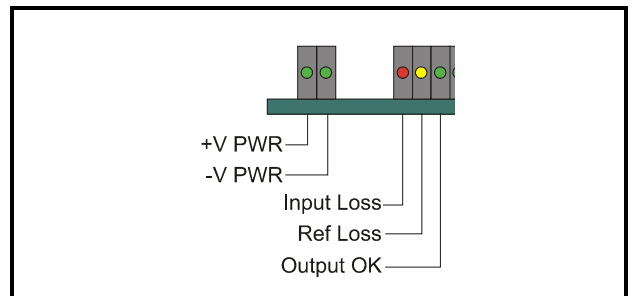 +V PWR
-V PWR
Input Loss
Ref Loss
Output OK